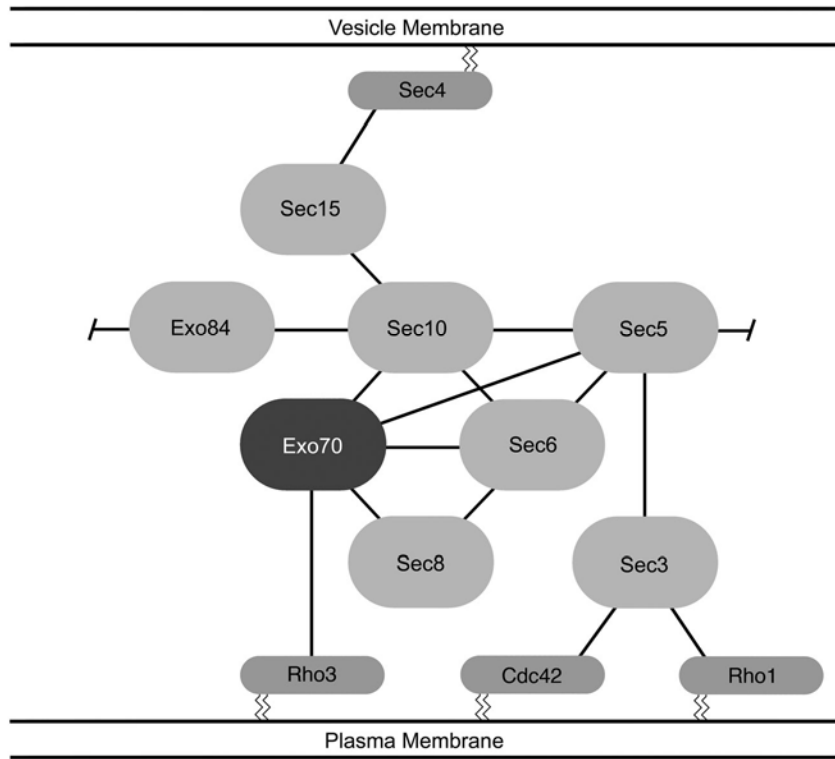 Vesicle Membrane
Sec4
Sec15
Exo84
Sec10
Sec5
Exo70
Sec6
Sec8
Sec3
Rho3
Cdc42
Rho1
Plasma Membrane